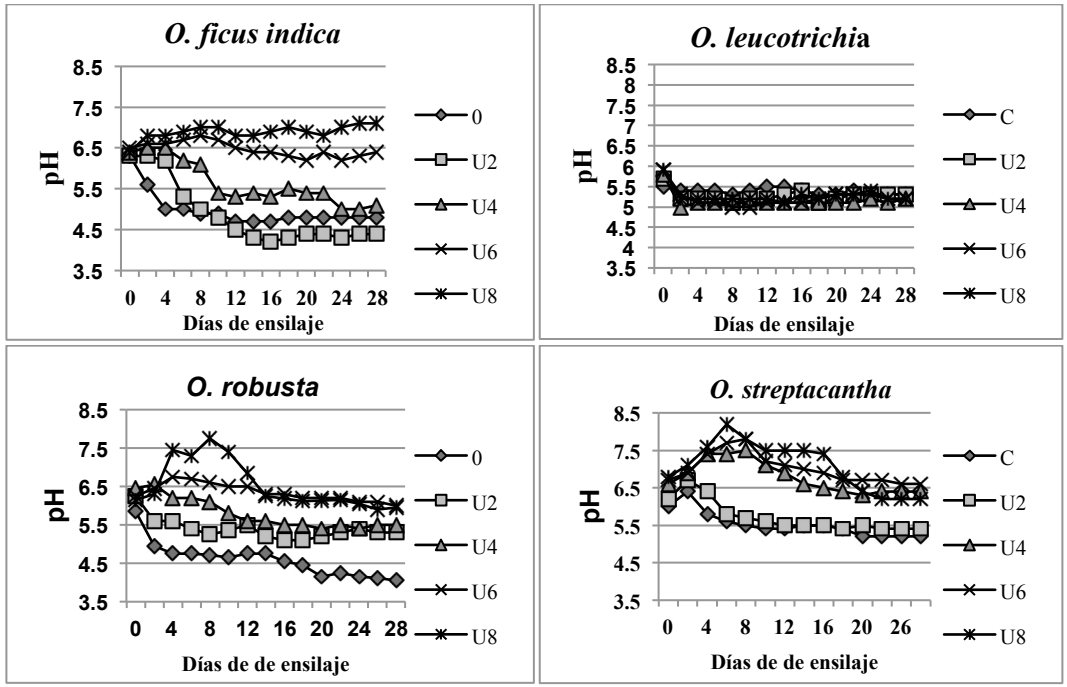 O. ficus indica
8.5
7.5
6.5
5.5
4.5
3.5
pH
0 4 8 12 16 20 24 28
Días de ensilaje
0
U2
U4
U6
U8
O. leucotrichia
8.5
8
7.5
7
6.5
6
5.5
5
4.5
4
3.5
pH
0 4 8 12 16 20 24 28
Días de ensilaje
C
U2
U4
U6
U8
O. robusta
8.5
7.5
6.5
5.5
4.5
3.5
pH
0 4 8 12 16 20 24 28
Días de de ensilaje
0
U2
U4
U6
U8
O. streptacantha
8.5
7.5
6.5
5.5
4.5
3.5
pH
0 4 8 12 16 20 26
Días de de ensilaje
C
U2
U4
U6
U8